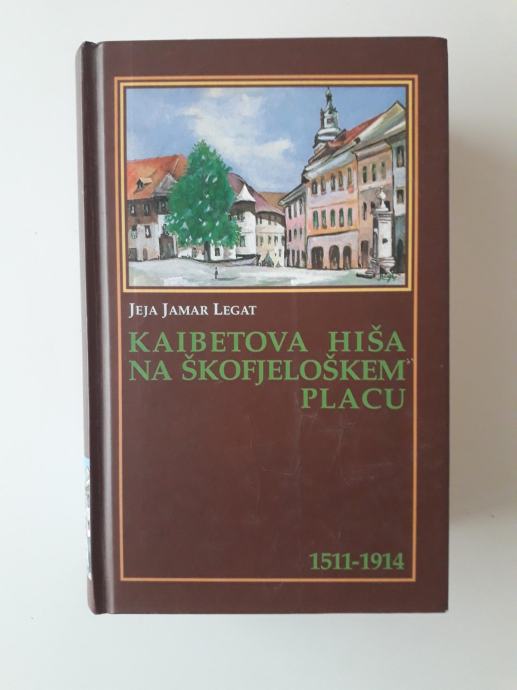 JEJA JAMAR LEGAT
KAIBETOVA HIŠA
NA ŠKOFJELOŠKEM
PLACU
1511-1914